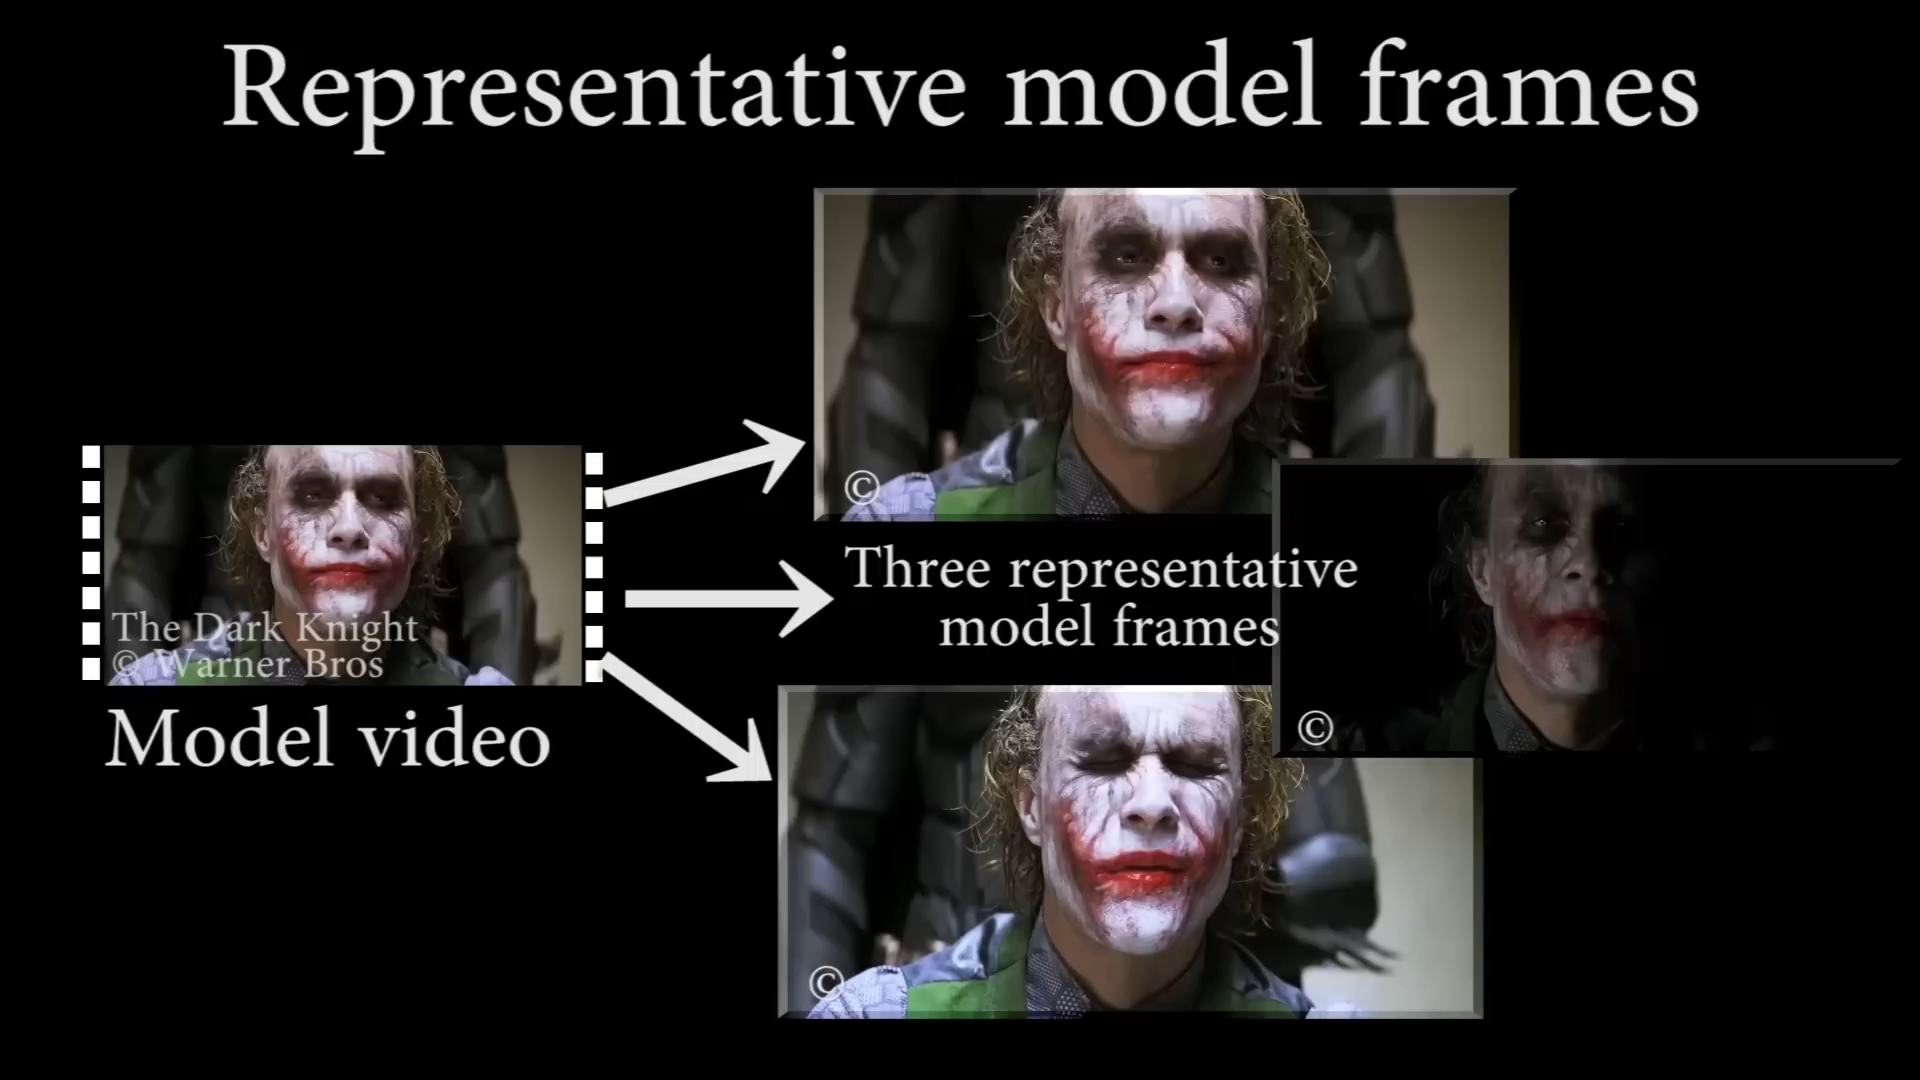 Representative model frames
©
Three representative
model frames
The Dark Knight
© Warner Bros
©
Model video
©